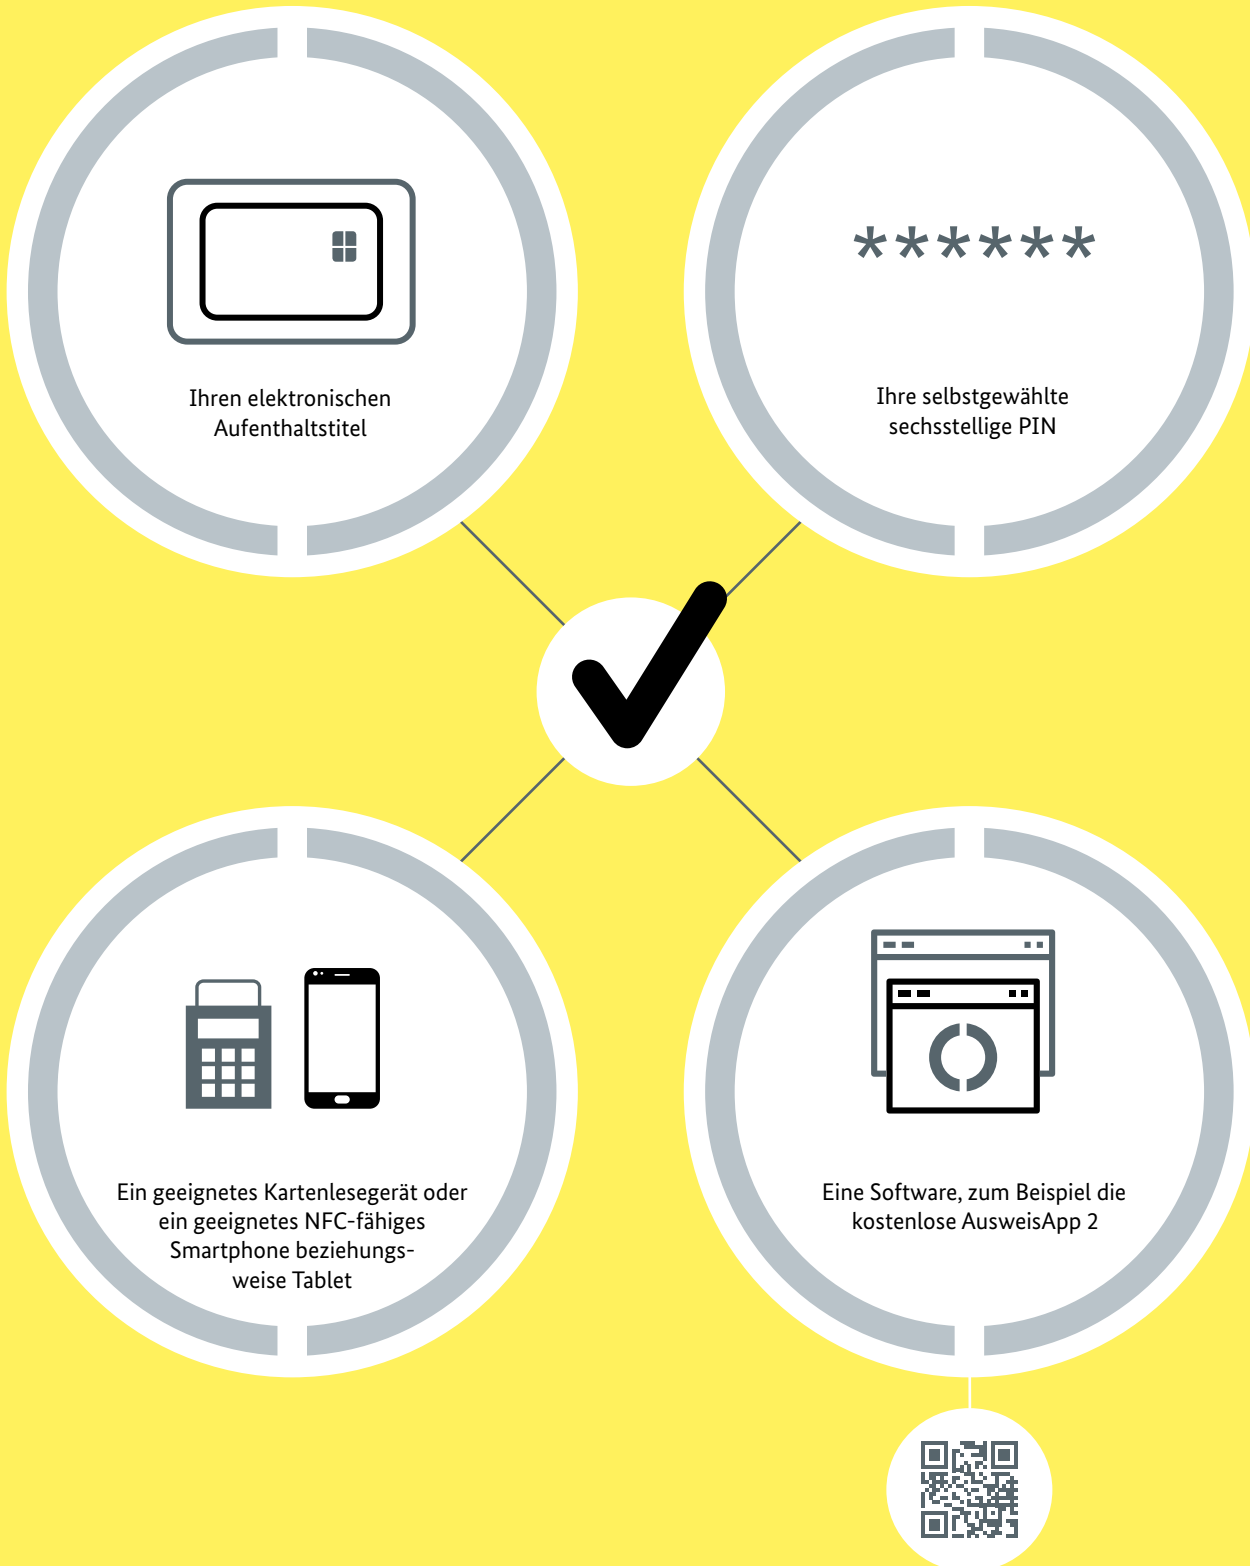 ******
Ihren elektronischen
Aufenthaltstitel
Ihre selbstgewählte
sechsstellige PIN
Ein geeignetes Kartenlesegerät oder
ein geeignetes NFC-fähiges
Smartphone beziehungs-
weise Tablet
Eine Software, zum Beispiel die
kostenlose AusweisApp 2